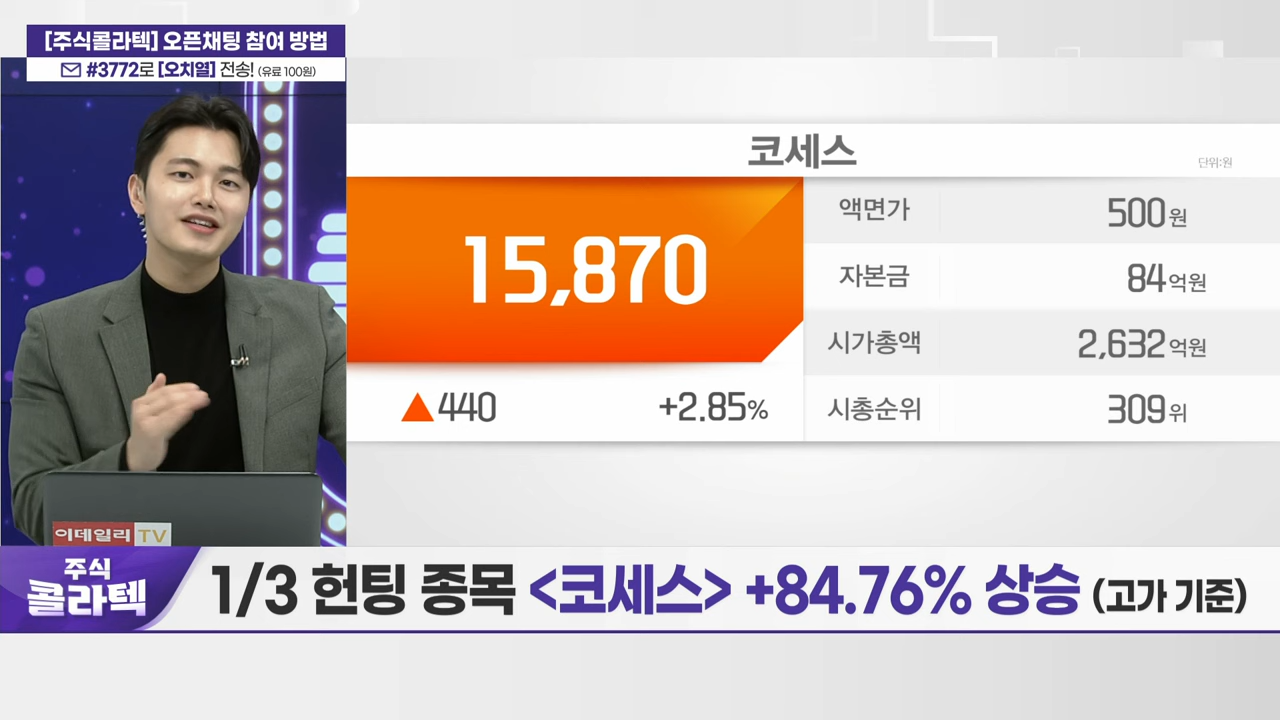 [주식콜라텍] 오픈채팅 참여 방법
#3772로 [오치열] 전송! (유료 100원)
코세스
단위:원
15,870
▲440 +2.85%
액면가 500원
자본금 84억원
시가총액 2,632억원
시총순위 309위
이데일리 TV
주식
콜라텍
1/3 헌팅 종목 <코세스> +84.76% 상승 (고가 기준)